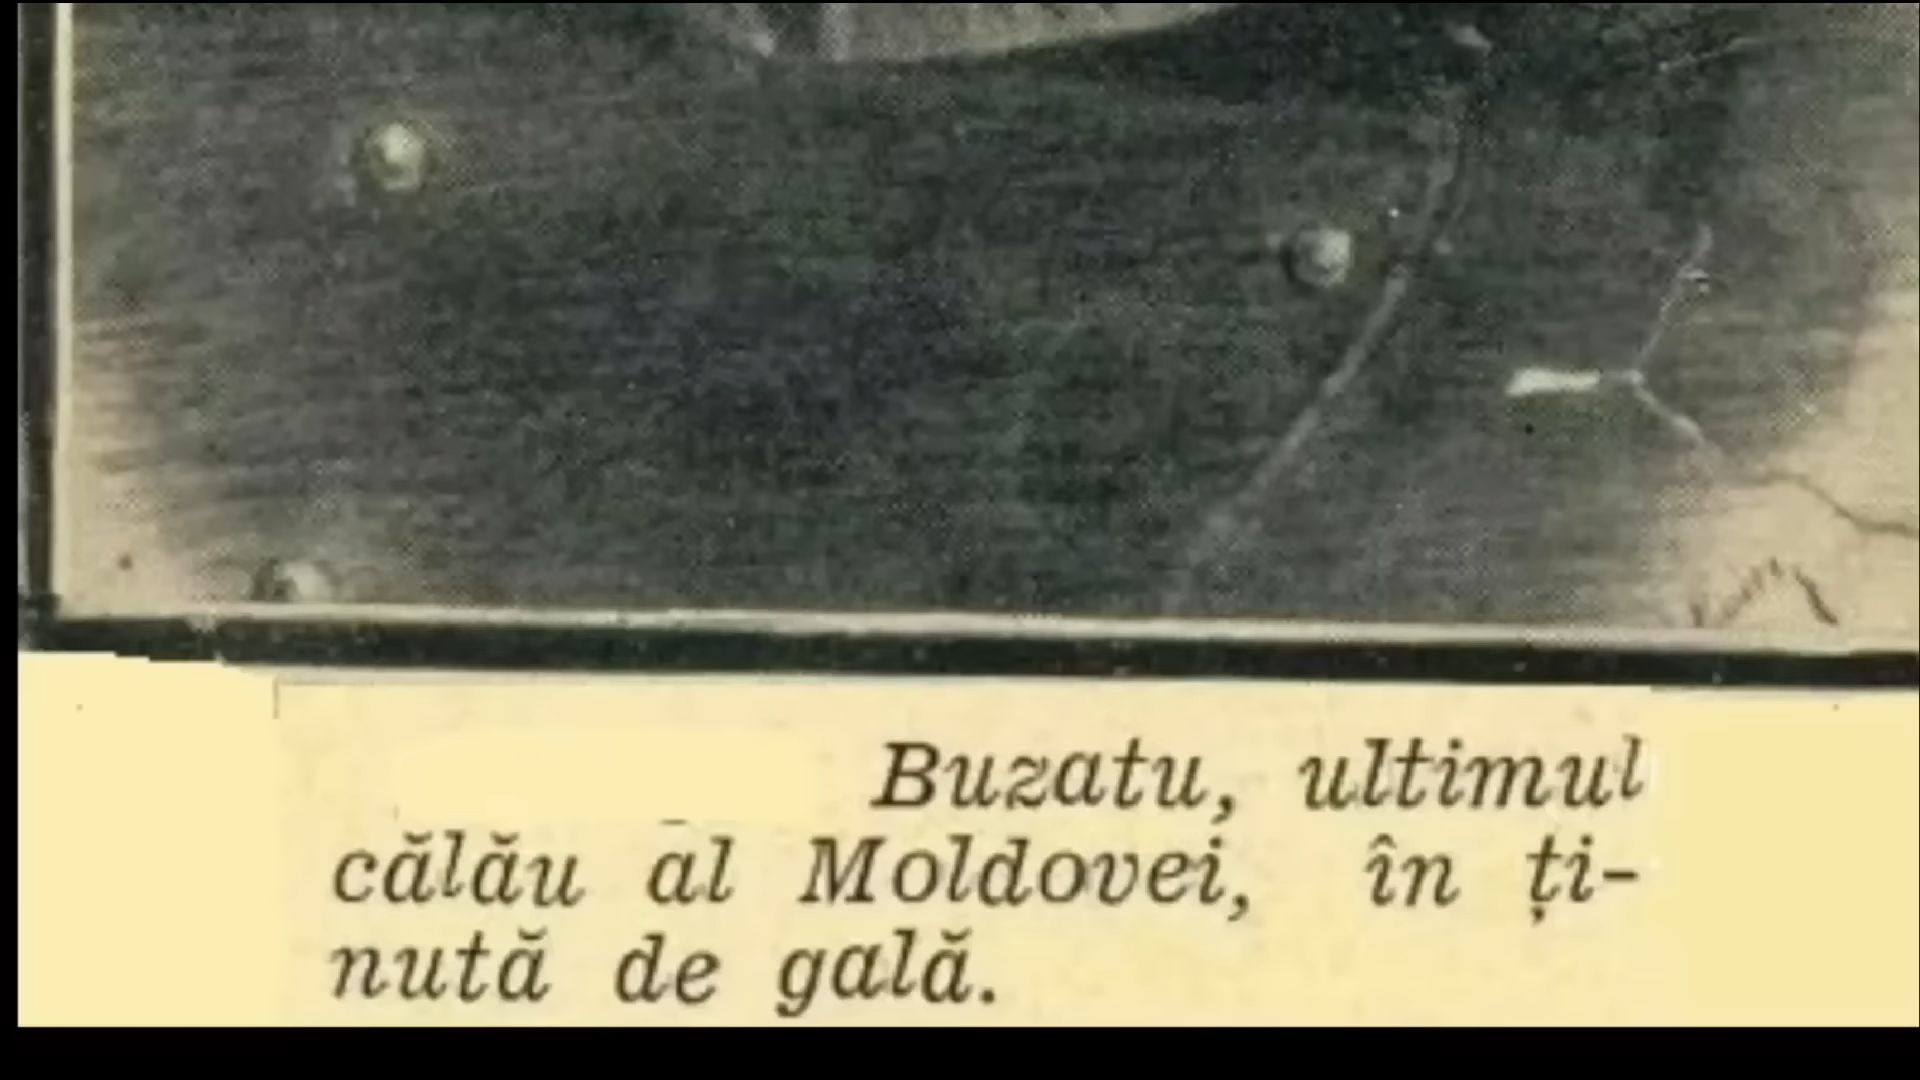 Buzatu, ultimul
călău al Moldovei, în ți-
nută de gală.